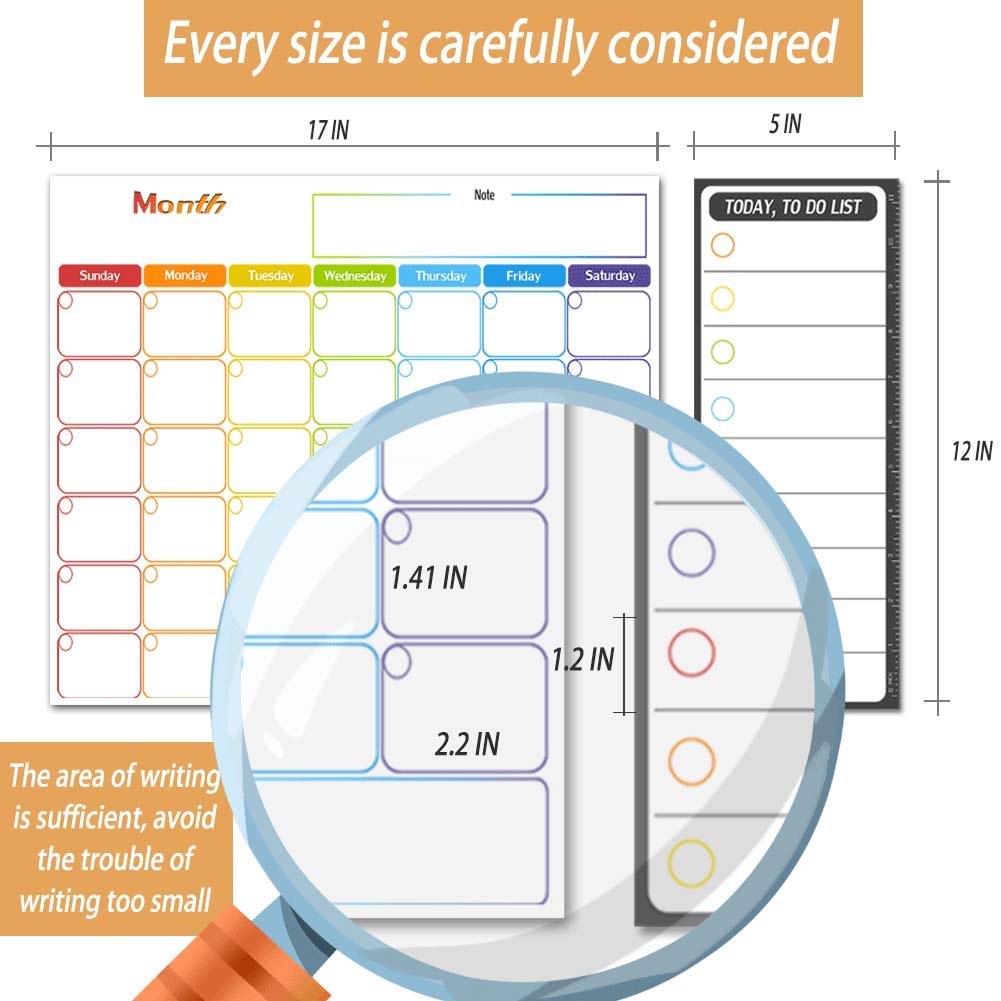 Every size is carefully considered
17 IN
5 IN
Month
Note
TODAY, TO DO LIST
Sunday Monday Tuesday Wednesday Thursday Friday Saturday
12 IN
1.41 IN
1.2 IN
2.2 IN
The area of writing
is sufficient, avoid
the trouble of
writing too small